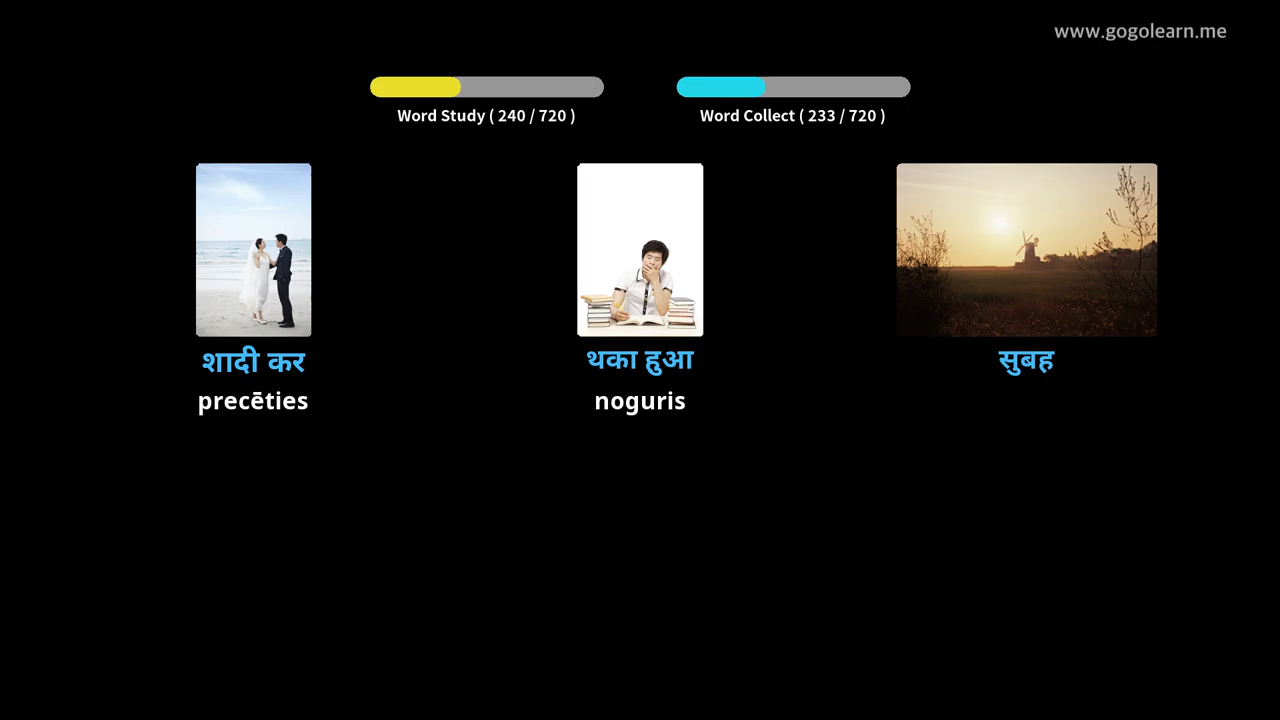 www.gogolearn.me
Word Study ( 240 / 720 )
Word Collect ( 233 / 720 )
शादी कर
थका हुआ
सुबह
precēties
noguris